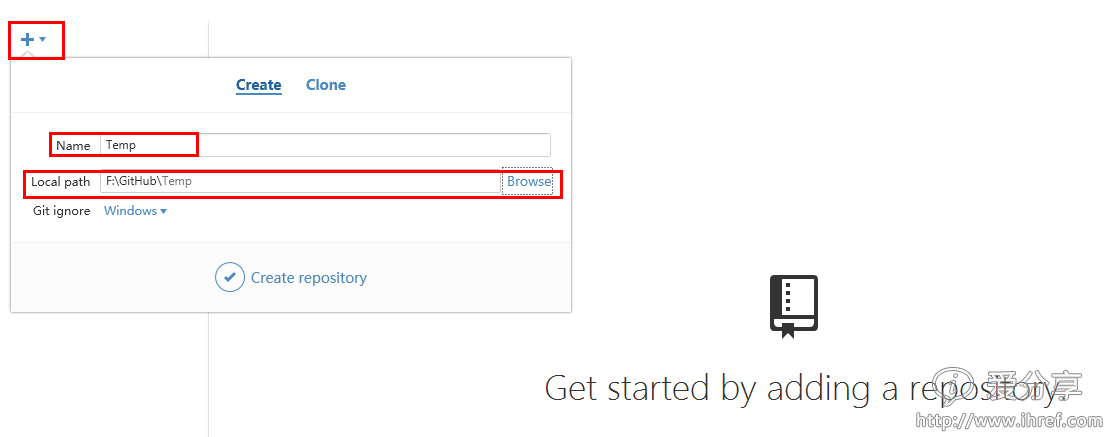 Create Clone
Name Temp
Local path F:\GitHub\Temp Browse
Git ignore Windows
Create repository
Get started by adding a repository.
爱分享
http://www.ihref.com